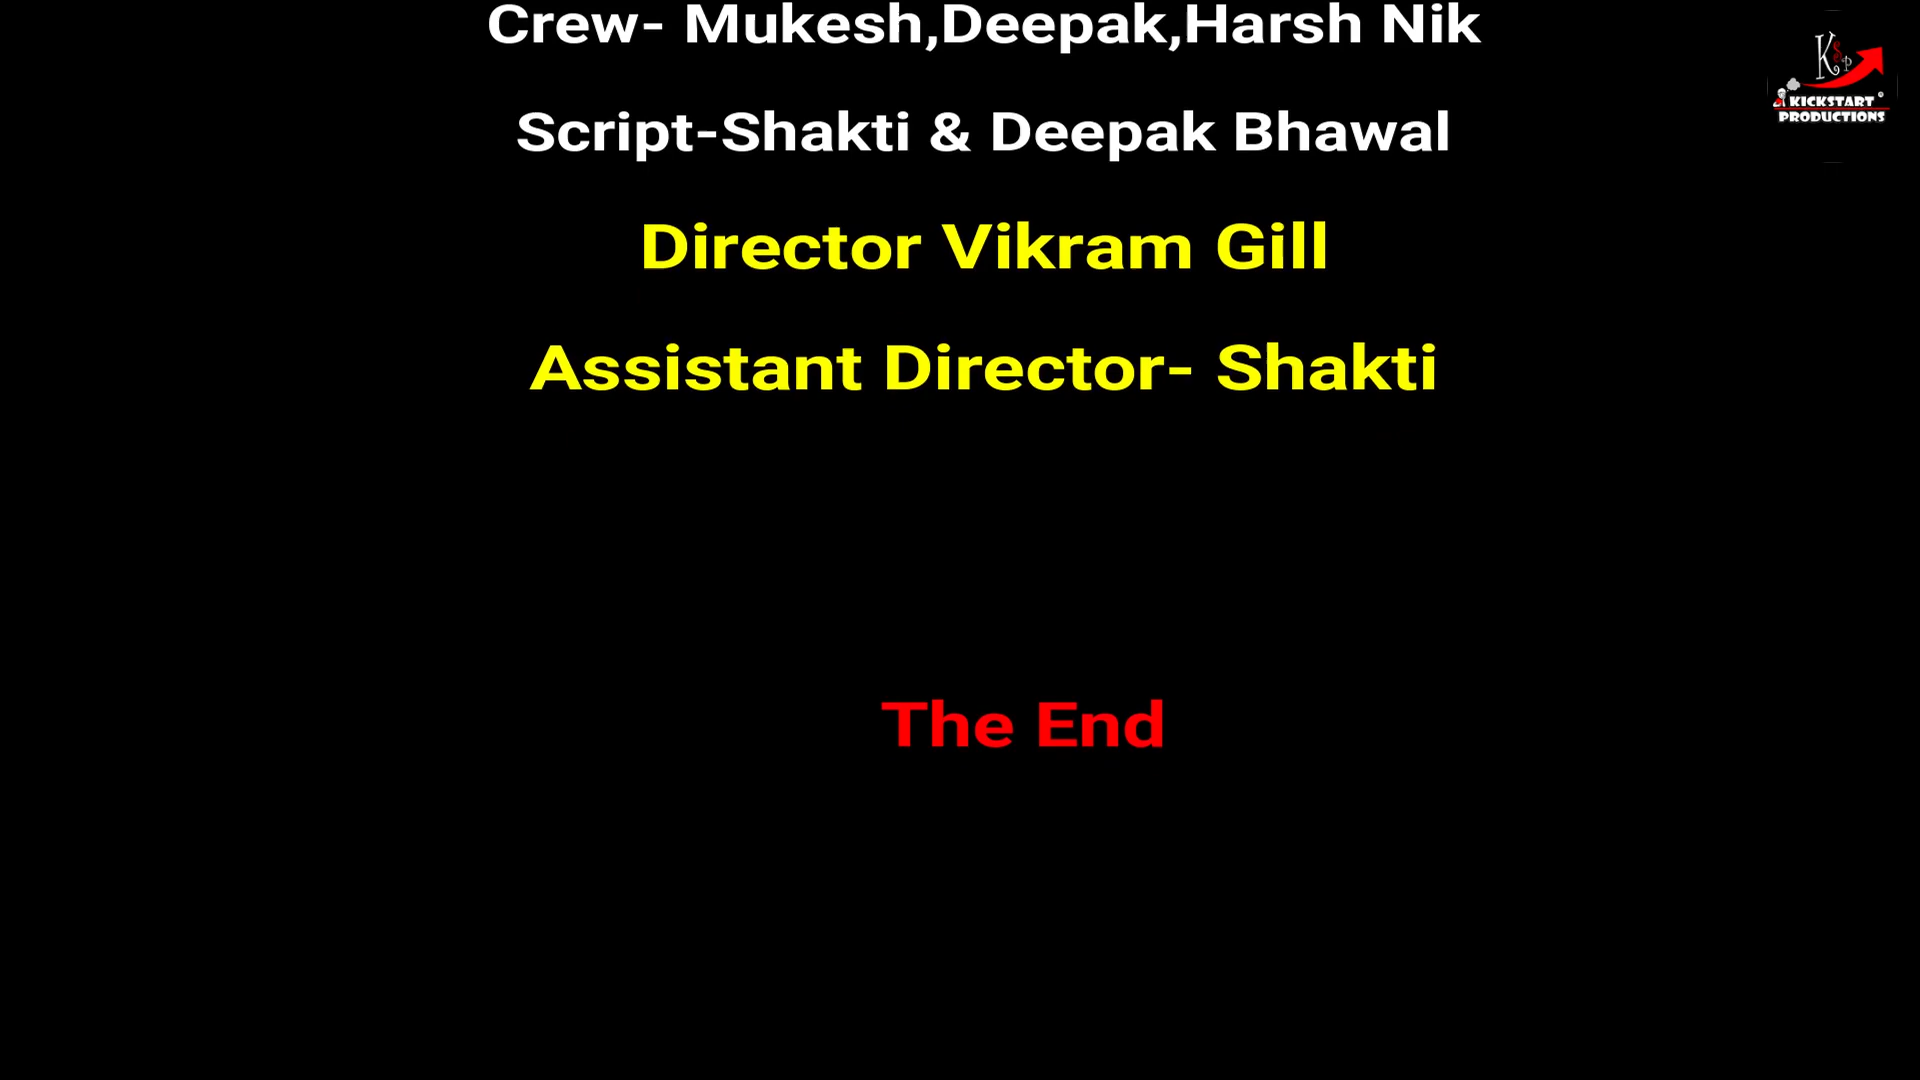 Crew- Mukesh,Deepak,Harsh Nik
Script-Shakti & Deepak Bhawal
Director Vikram Gill
Assistant Director- Shakti
The End
KSP
KICKSTART
PRODUCTIONS